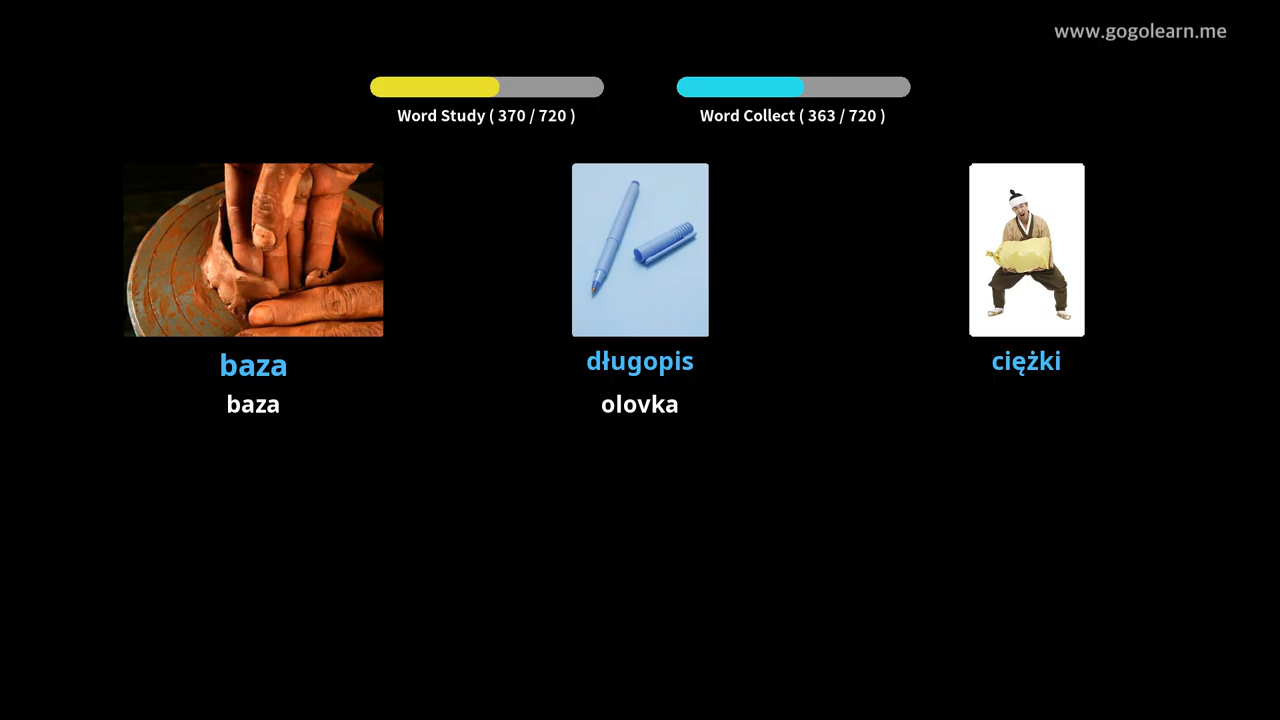 www.gogolearn.me
Word Study ( 370 / 720 )
Word Collect ( 363 / 720 )
baza
długopis
ciężki
baza
olovka